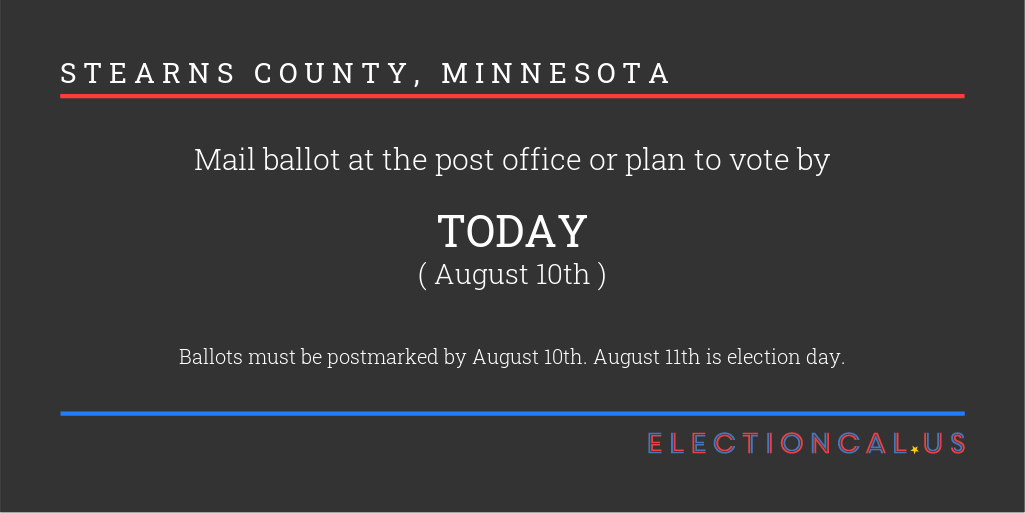 STEARNS COUNTY, MINNESOTA
Mail ballot at the post office or plan to vote by
TODAY
( August 10th )
Ballots must be postmarked by August 10th. August 11th is election day.
ELECTIONCAL.US